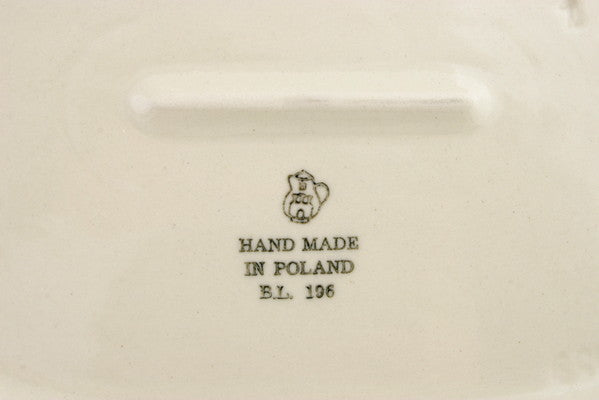 HAND MADE
IN POLAND
B.L. 196